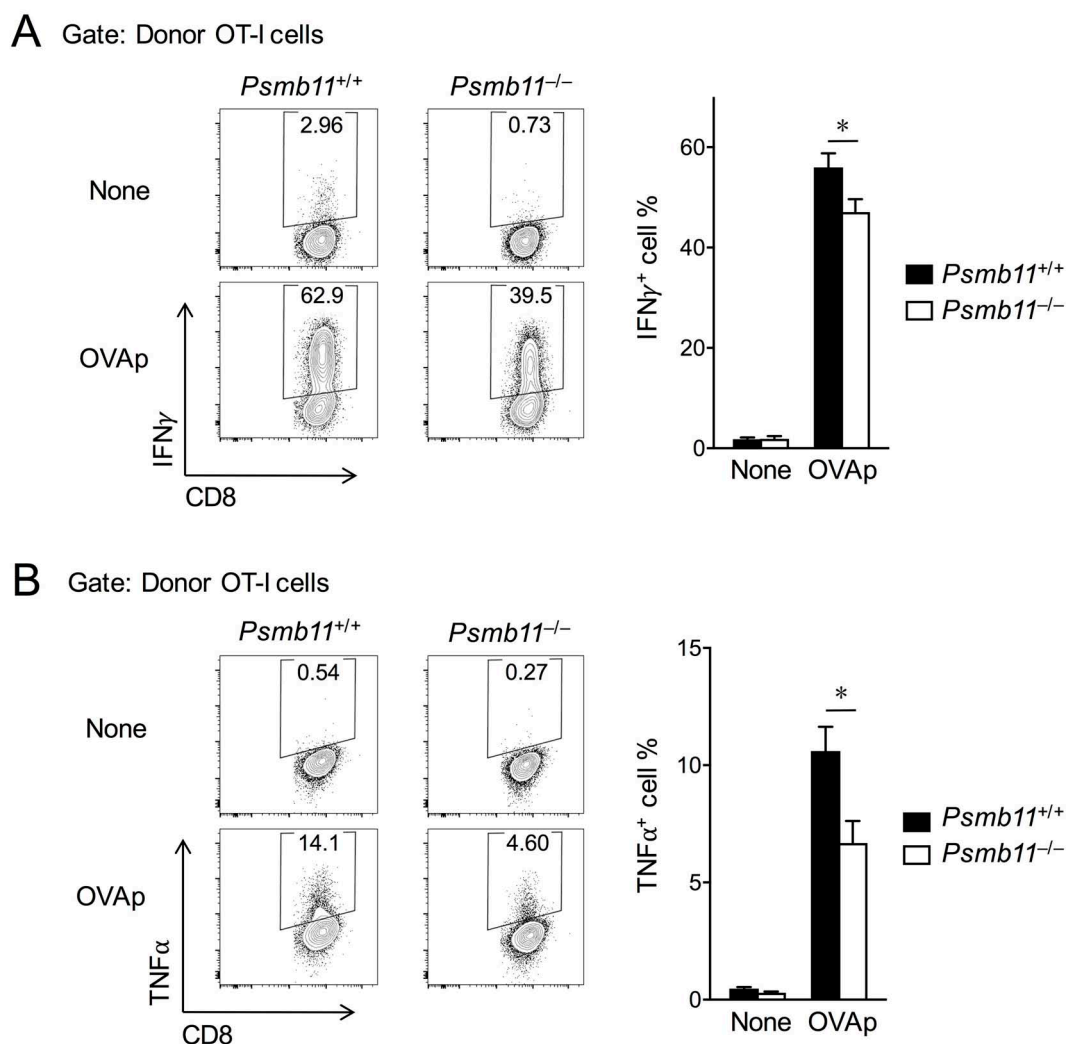 A Gate: Donor OT-I cells
Psmb11+/+ Psmb11–/–
None
2.96 0.73
OVAp
62.9 39.5
IFNγ
CD8
IFNγ+ cell %
60
40
20
0
None OVAp
*
Psmb11+/+
Psmb11–/–
B Gate: Donor OT-I cells
Psmb11+/+ Psmb11–/–
None
0.54 0.27
OVAp
14.1 4.60
TNFα
CD8
TNFα+ cell %
15
10
5
0
None OVAp
*
Psmb11+/+
Psmb11–/–